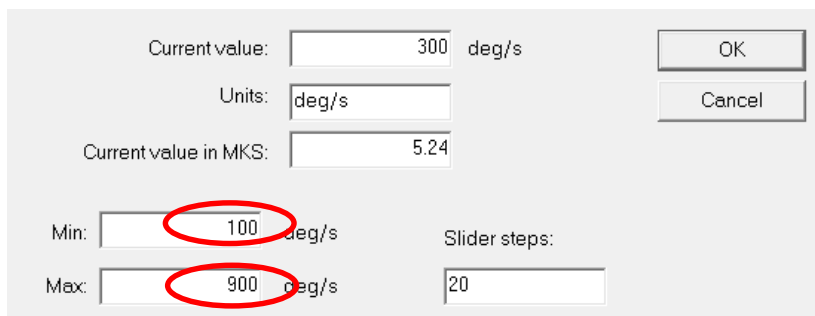 Current value: 300 deg/s OK
Units: deg/s Cancel
Current value in MKS: 5.24
Min: 100 deg/s Slider steps:
Max: 900 deg/s 20